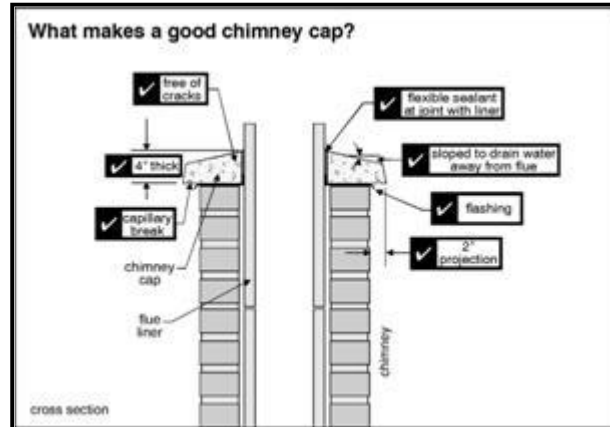 What makes a good chimney cap?
free of
cracks
flexible sealant
at joint with liner
4" thick
sloped to drain water
away from flue
capillary
break
flashing
2"
projection
chimney
cap
flue
liner
chimney
cross section